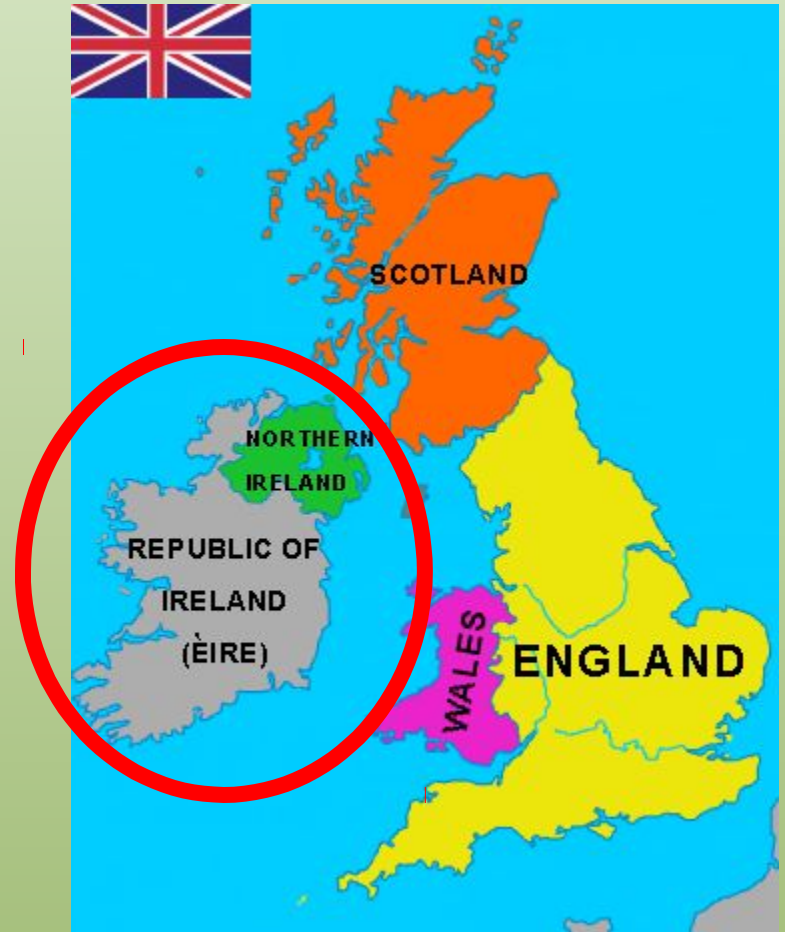 SCOTLAND
NORTHERN
IRELAND
REPUBLIC OF
IRELAND
(ÈIRE)
WALES
ENGLAND